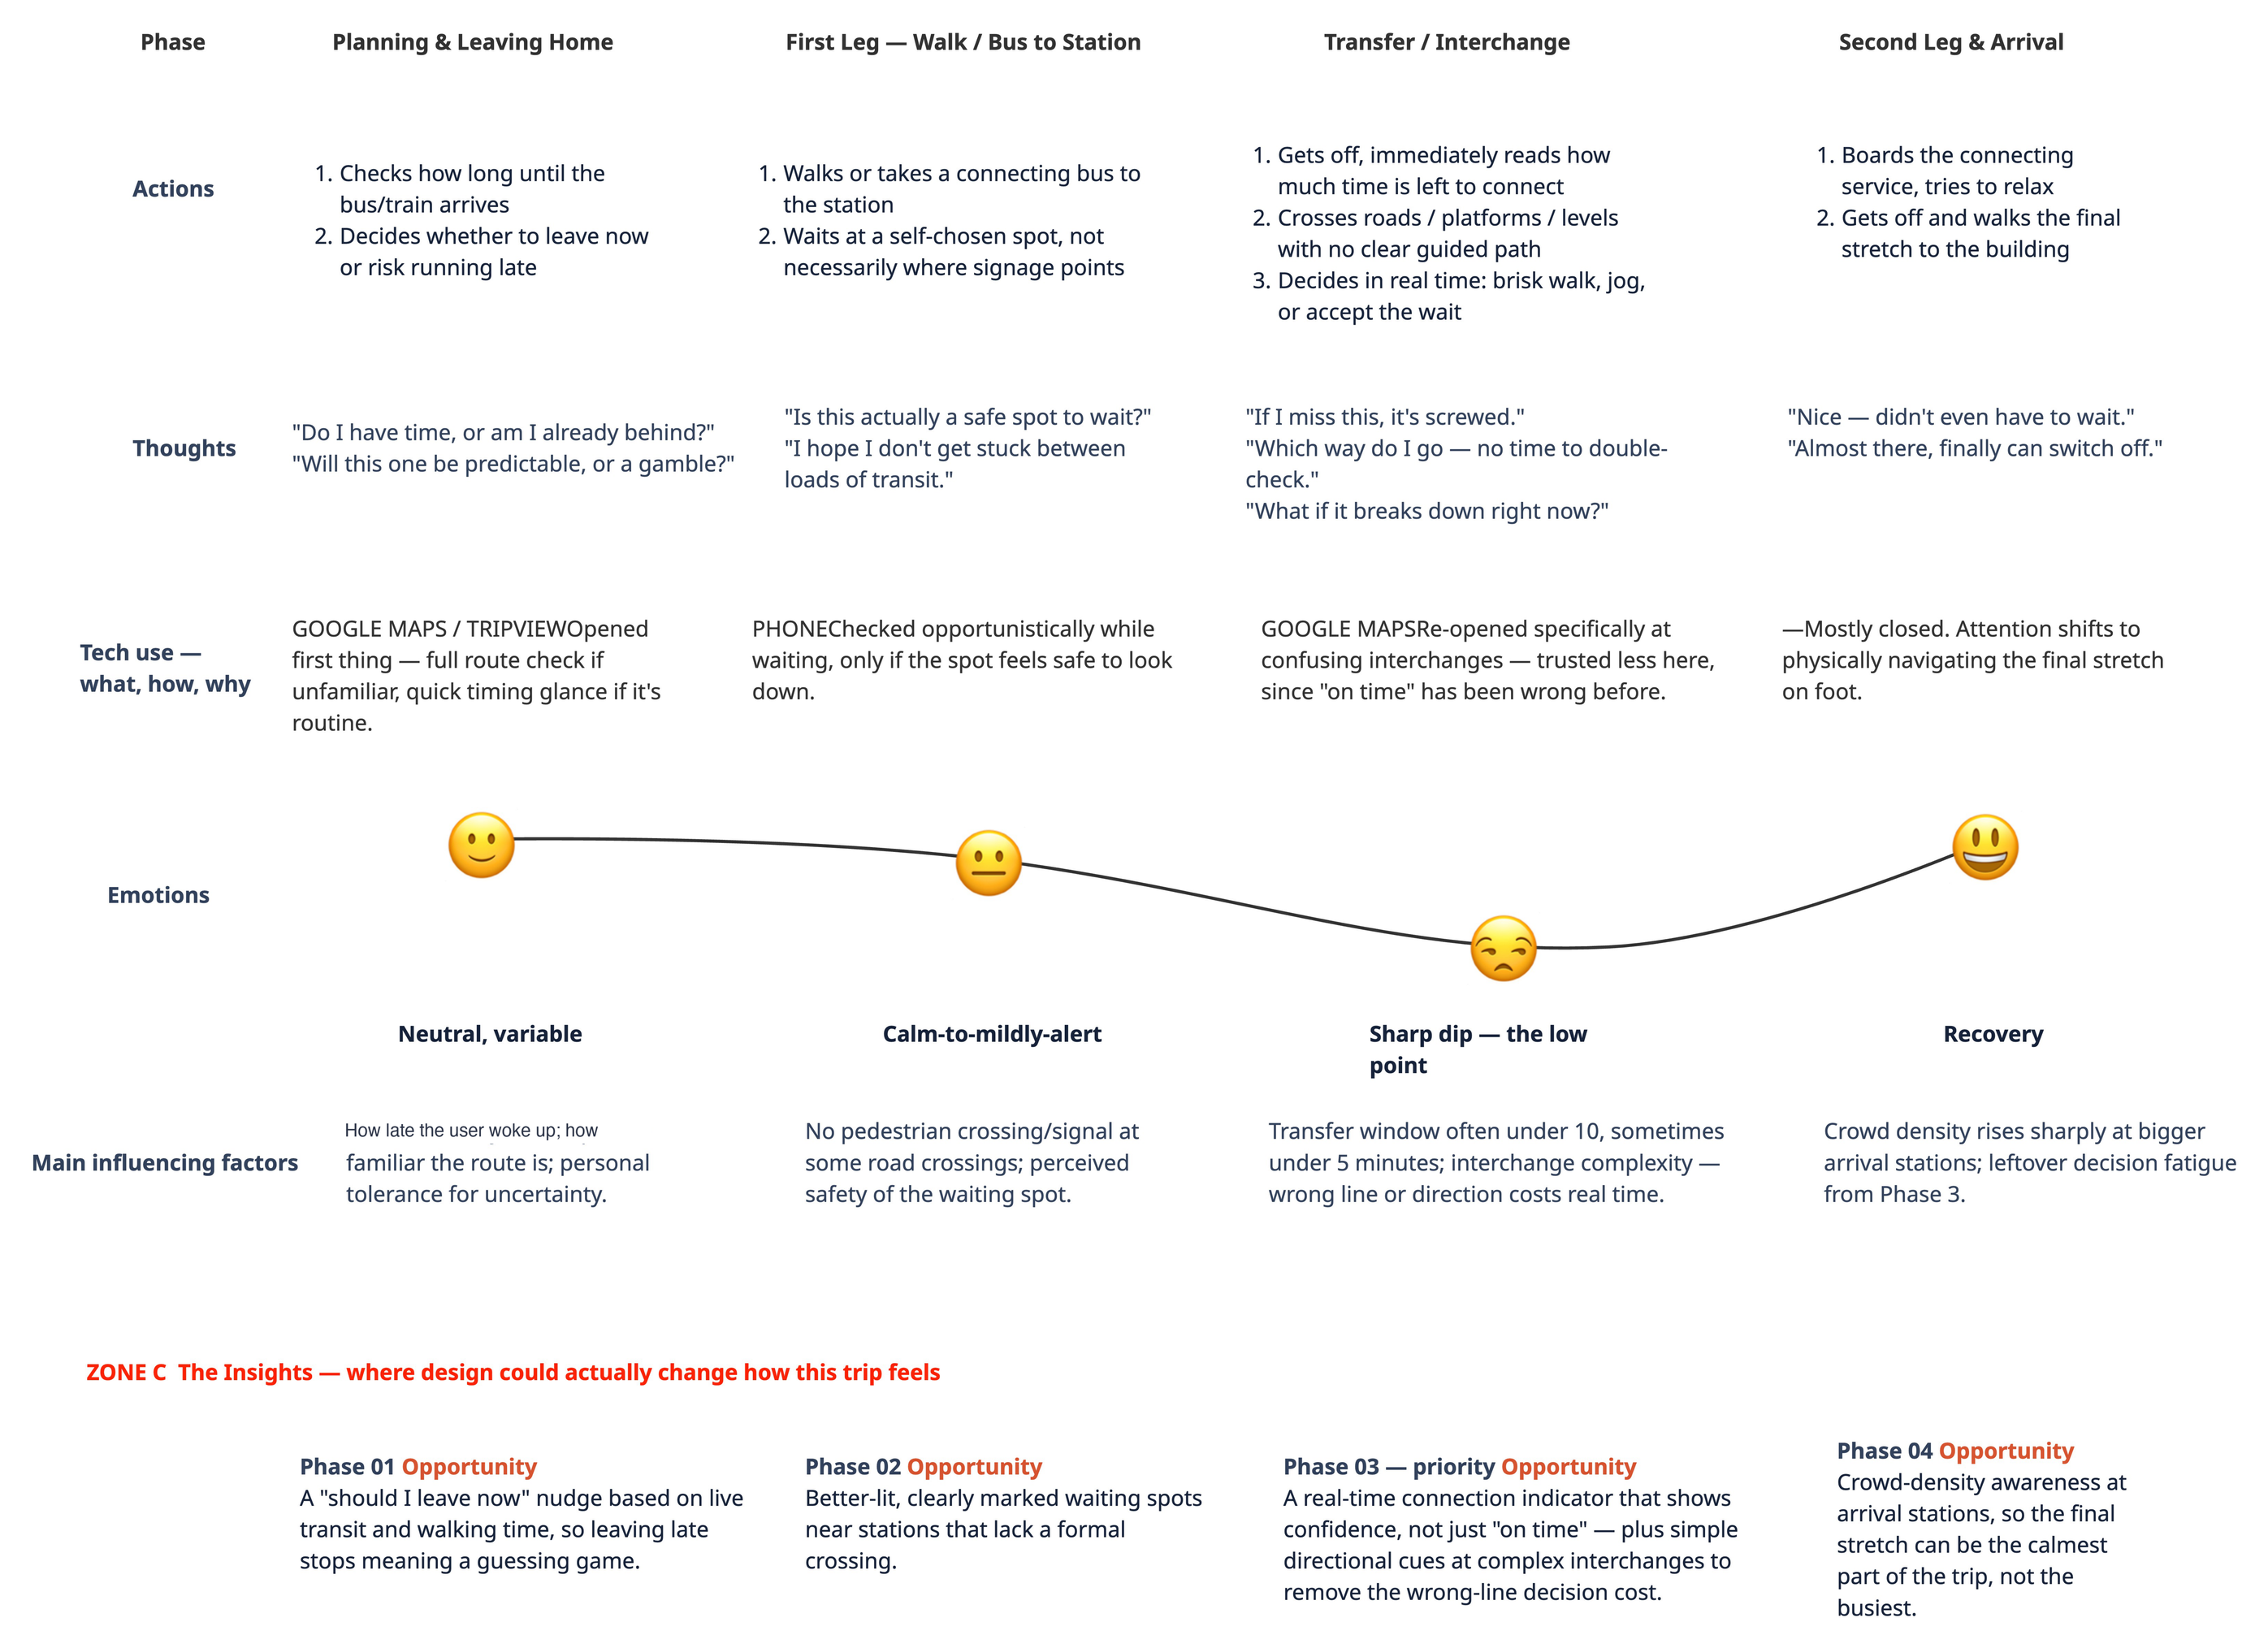 Phase
Planning & Leaving Home
First Leg — Walk / Bus to Station
Transfer / Interchange
Second Leg & Arrival
Actions
1. Checks how long until the
bus/train arrives
2. Decides whether to leave now
or risk running late
1. Walks or takes a connecting bus to
the station
2. Waits at a self-chosen spot, not
necessarily where signage points
1. Gets off, immediately reads how
much time is left to connect
2. Crosses roads / platforms / levels
with no clear guided path
3. Decides in real time: brisk walk, jog,
or accept the wait
1. Boards the connecting
service, tries to relax
2. Gets off and walks the final
stretch to the building
Thoughts
"Do I have time, or am I already behind?"
"Will this one be predictable, or a gamble?"
"Is this actually a safe spot to wait?"
"I hope I don't get stuck between
loads of transit."
"If I miss this, it's screwed."
"Which way do I go — no time to double-
check."
"What if it breaks down right now?"
"Nice — didn't even have to wait."
"Almost there, finally can switch off."
Tech use —
what, how, why
GOOGLE MAPS / TRIPVIEWOpened
first thing — full route check if
unfamiliar, quick timing glance if it's
routine.
PHONEChecked opportunistically while
waiting, only if the spot feels safe to look
down.
GOOGLE MAPSRe-opened specifically at
confusing interchanges — trusted less here,
since "on time" has been wrong before.
—Mostly closed. Attention shifts to
physically navigating the final stretch
on foot.
Emotions
Neutral, variable
Calm-to-mildly-alert
Sharp dip — the low
point
Recovery
Main influencing factors
How late the user woke up; how
familiar the route is; personal
tolerance for uncertainty.
No pedestrian crossing/signal at
some road crossings; perceived
safety of the waiting spot.
Transfer window often under 10, sometimes
under 5 minutes; interchange complexity —
wrong line or direction costs real time.
Crowd density rises sharply at bigger
arrival stations; leftover decision fatigue
from Phase 3.
ZONE C  The Insights — where design could actually change how this trip feels
Phase 01 Opportunity
A "should I leave now" nudge based on live
transit and walking time, so leaving late
stops meaning a guessing game.
Phase 02 Opportunity
Better-lit, clearly marked waiting spots
near stations that lack a formal
crossing.
Phase 03 — priority Opportunity
A real-time connection indicator that shows
confidence, not just "on time" — plus simple
directional cues at complex interchanges to
remove the wrong-line decision cost.
Phase 04 Opportunity
Crowd-density awareness at
arrival stations, so the final
stretch can be the calmest
part of the trip, not the
busiest.